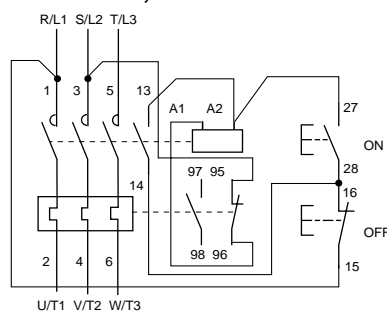 R/L1 S/L2 T/L3
1 3 5 13 A1 A2 27
ON
28
14 97 95 16
OFF
98 96
2 4 6 15
U/T1 V/T2 W/T3